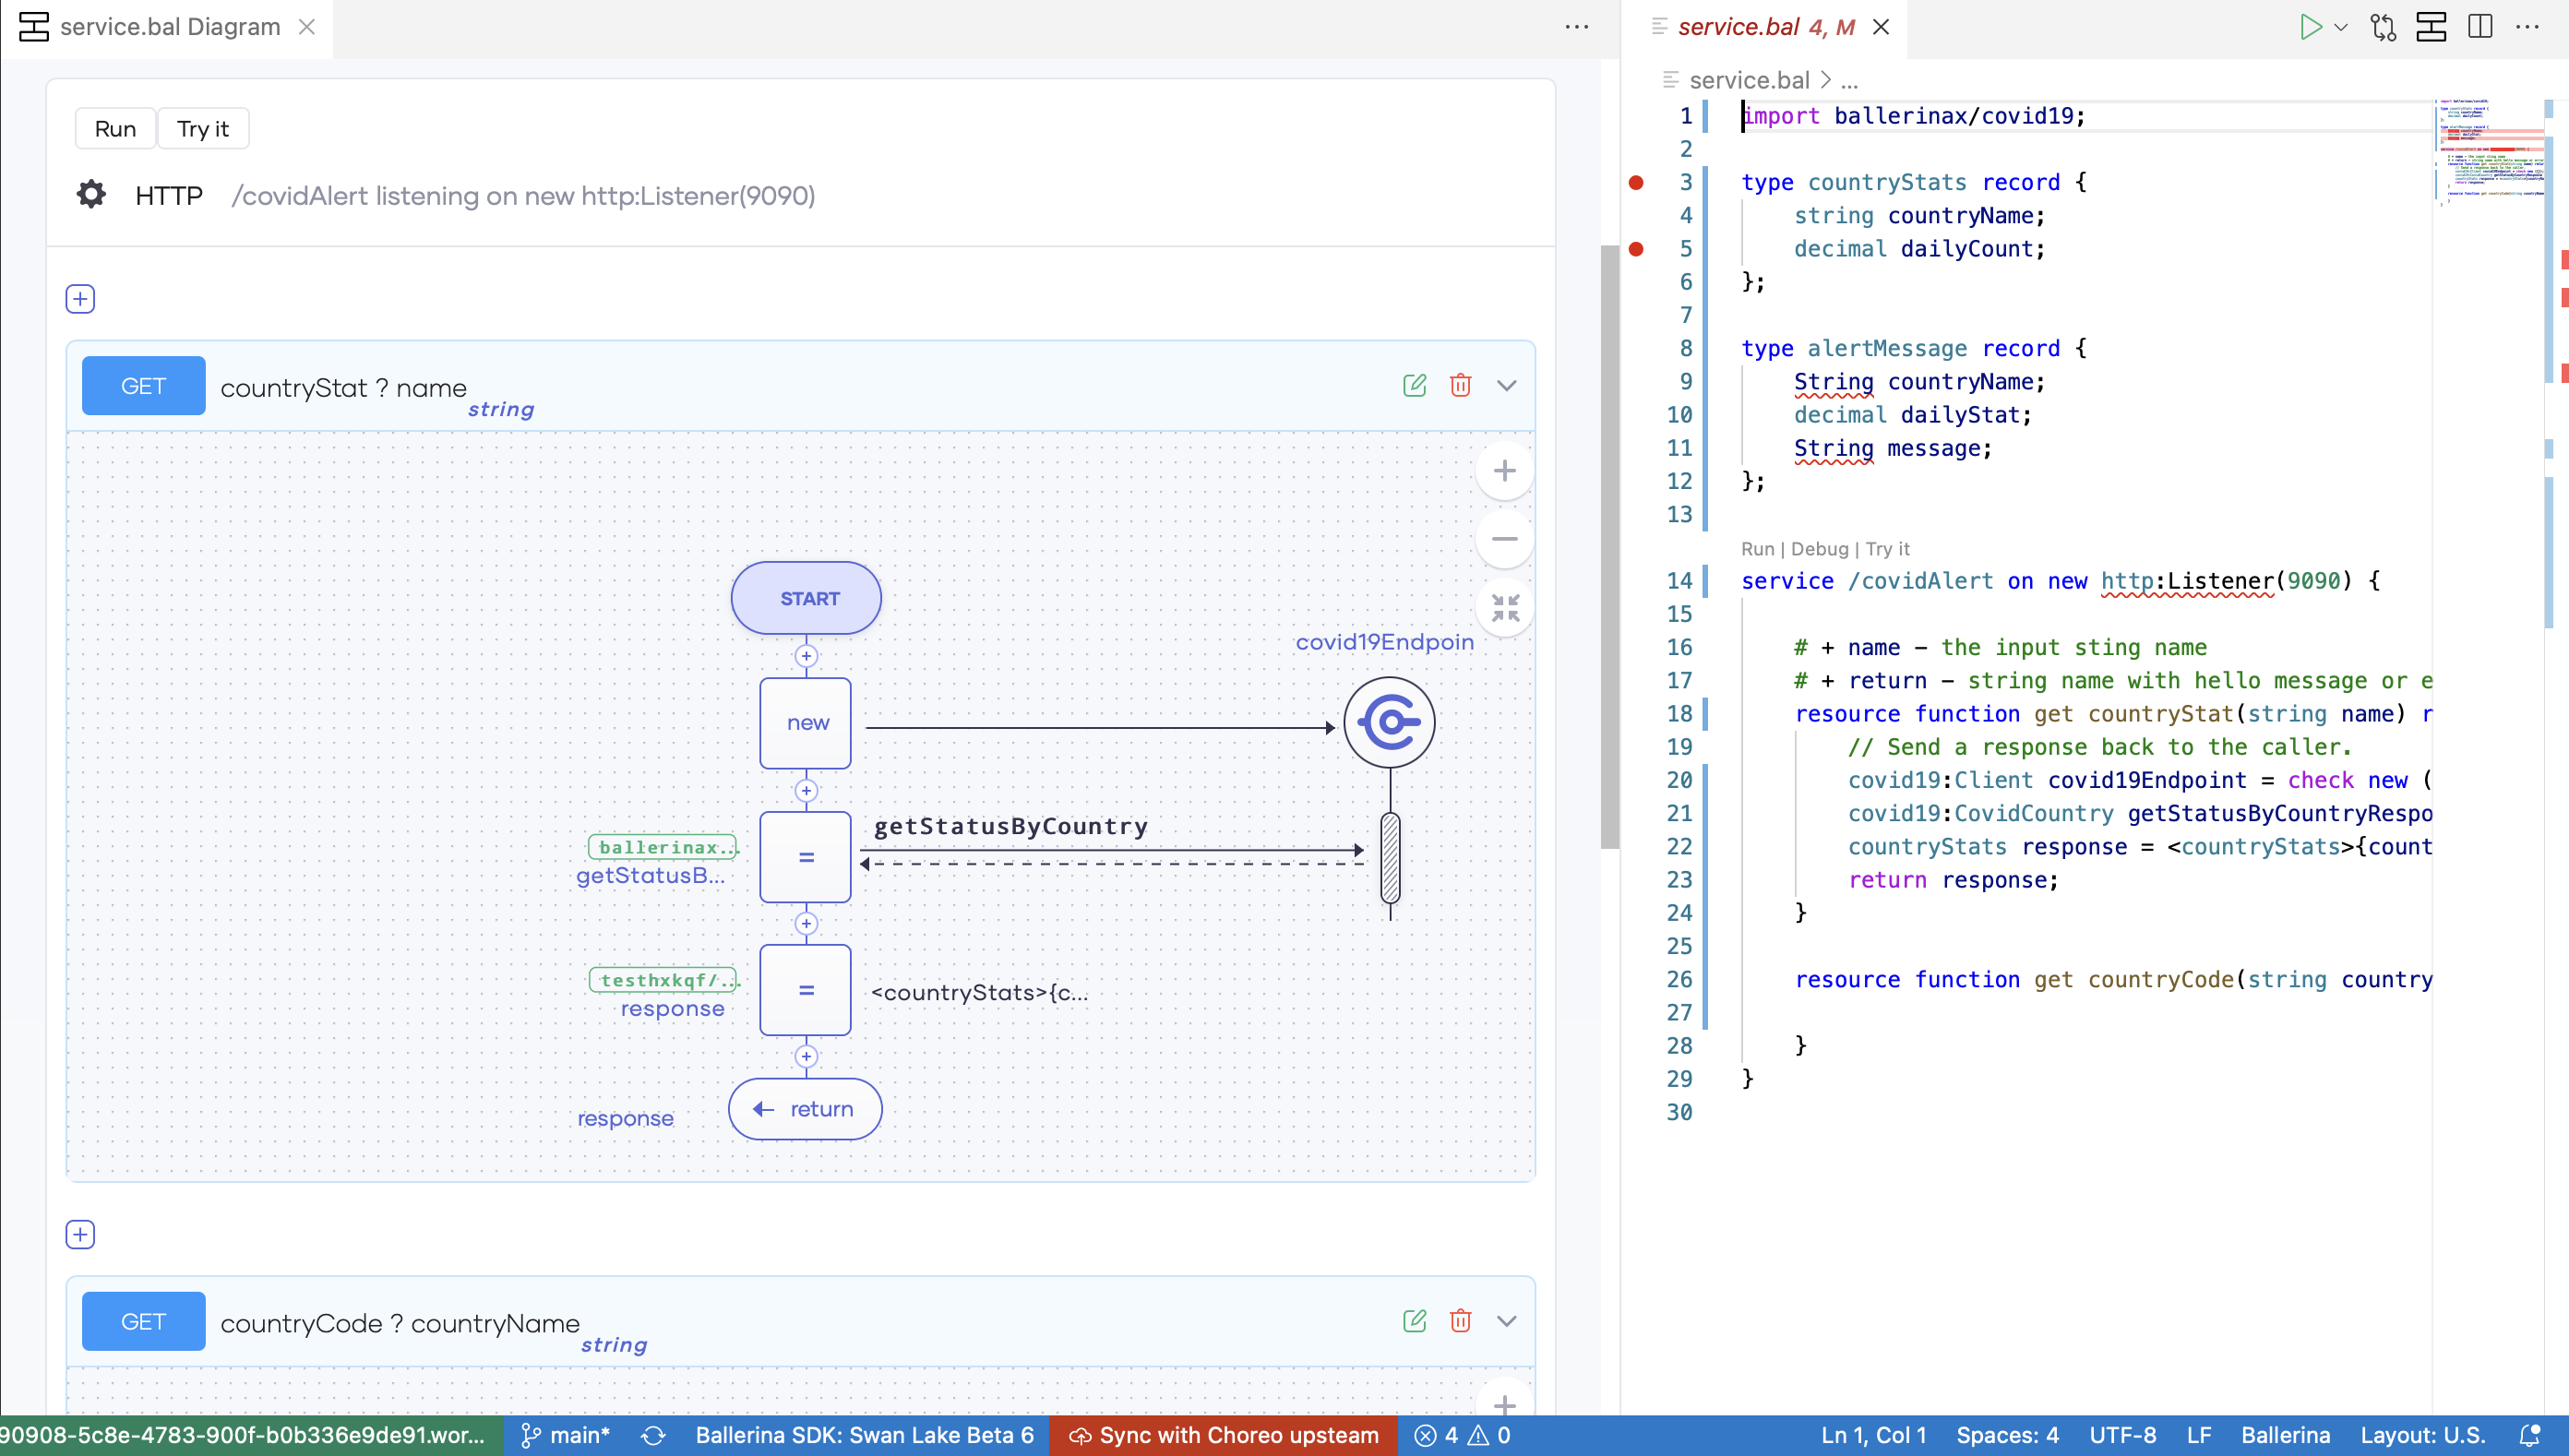 service.bal Diagram
Run
Try it
HTTP /covidAlert listening on new http:Listener(9090)
GET countryStat ? name
string
START
covid19Endpoin
new
getStatusByCountry
ballerinax...
=
getStatusB...
testhxkqf/...
=
<countryStats>{c...
response
response
return
GET countryCode ? countryName
string
service.bal 4, M
service.bal > ...
1 import ballerinax/covid19;
2
3 type countryStats record {
4 string countryName;
5 decimal dailyCount;
6 };
7
8 type alertMessage record {
9 String countryName;
10 decimal dailyStat;
11 String message;
12 };
13
Run | Debug | Try it
14 service /covidAlert on new http:Listener(9090) {
15
16 # + name – the input sting name
17 # + return – string name with hello message or e
18 resource function get countryStat(string name) r
19 // Send a response back to the caller.
20 covid19:Client covid19Endpoint = check new (
21 covid19:CovidCountry getStatusByCountryRespo
22 countryStats response = <countryStats>{count
23 return response;
24 }
25
26 resource function get countryCode(string country
27
28 }
29 }
30
90908-5c8e-4783-900f-b0b336e9de91.wor... main* Ballerina SDK: Swan Lake Beta 6 Sync with Choreo upsteam 4 0 Ln 1, Col 1 Spaces: 4 UTF-8 LF Ballerina Layout: U.S.